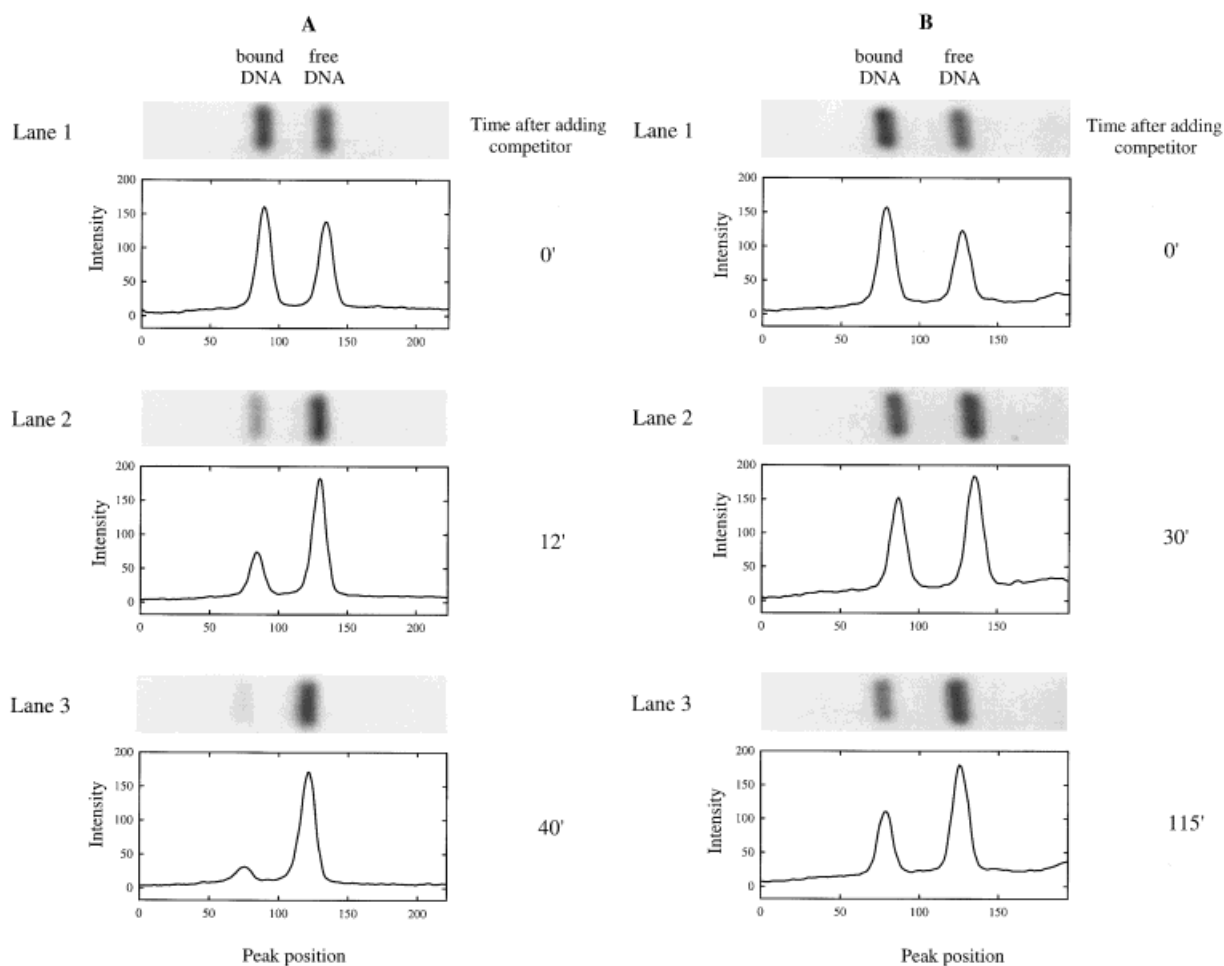 A
bound DNA
free DNA
Lane 1
Time after adding
competitor
200
150
100
50
0
Intensity
0 50 100 150 200
0'
Lane 2
200
150
100
50
0
Intensity
0 50 100 150 200
12'
Lane 3
200
150
100
50
0
Intensity
0 50 100 150 200
40'
Peak position
B
bound DNA
free DNA
Lane 1
Time after adding
competitor
200
150
100
50
0
Intensity
0 50 100 150
0'
Lane 2
200
150
100
50
0
Intensity
0 50 100 150
30'
Lane 3
200
150
100
50
0
Intensity
0 50 100 150
115'
Peak position